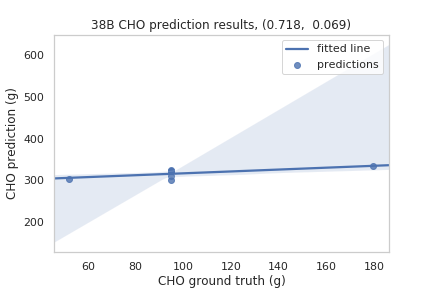 38B CHO prediction results, (0.718,  0.069)
fitted line
predictions
CHO prediction (g)
600
500
400
300
200
60 80 100 120 140 160 180
CHO ground truth (g)